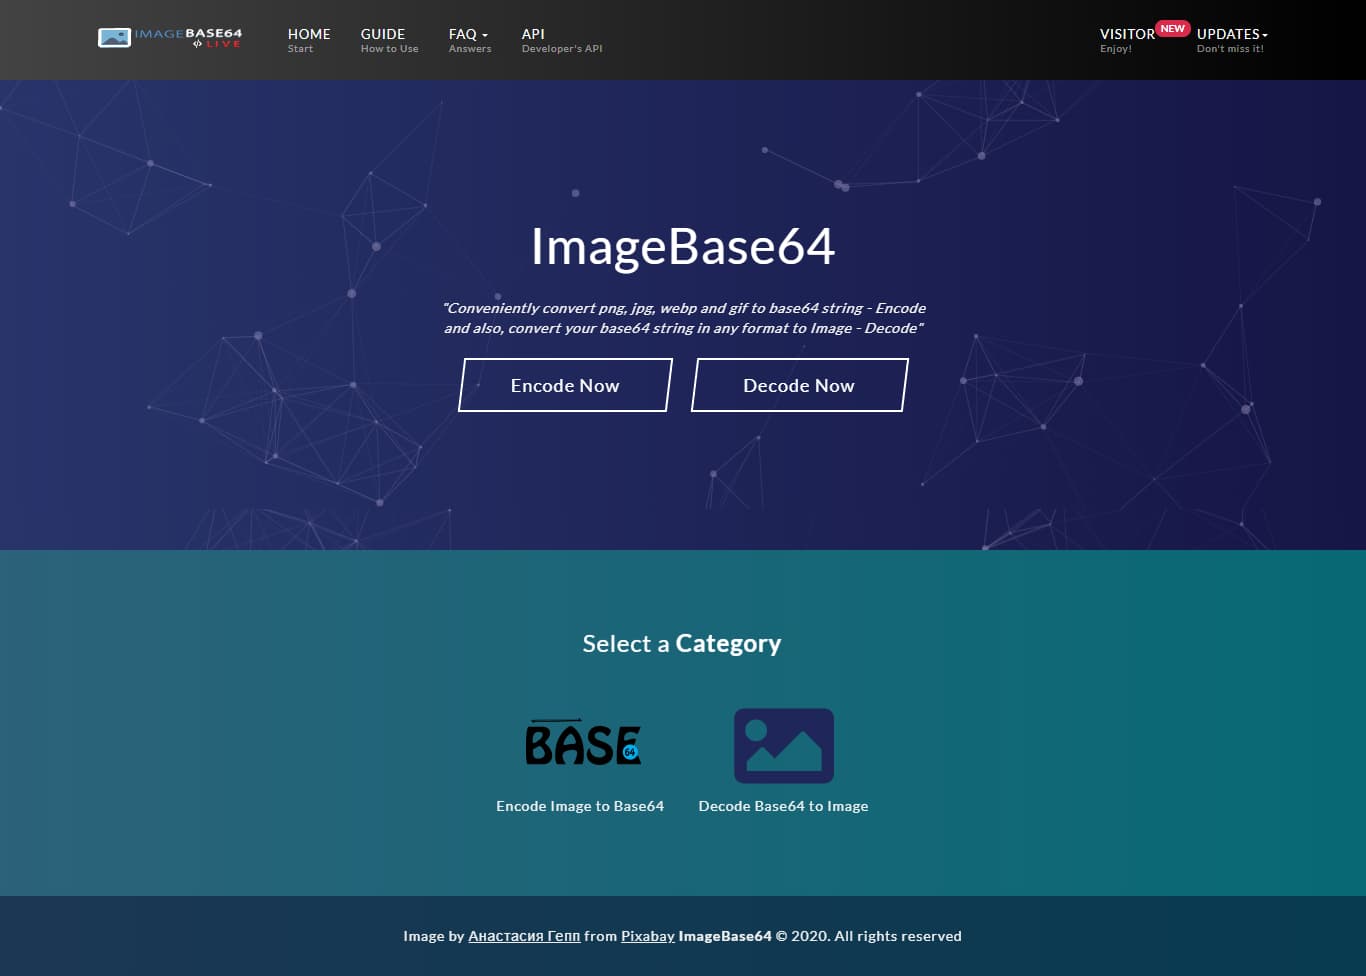 IMAGEBASE64
LIVE
HOME
Start
GUIDE
How to Use
FAQ
Answers
API
Developer's API
VISITOR
NEW
Enjoy!
UPDATES
Don't miss it!
ImageBase64
“Conveniently convert png, jpg, webp and gif to base64 string - Encode
and also, convert your base64 string in any format to Image - Decode”
Encode Now
Decode Now
Select a Category
BASE
64
Encode Image to Base64
Decode Base64 to Image
Image by Анастасия Гепп from Pixabay ImageBase64 © 2020. All rights reserved